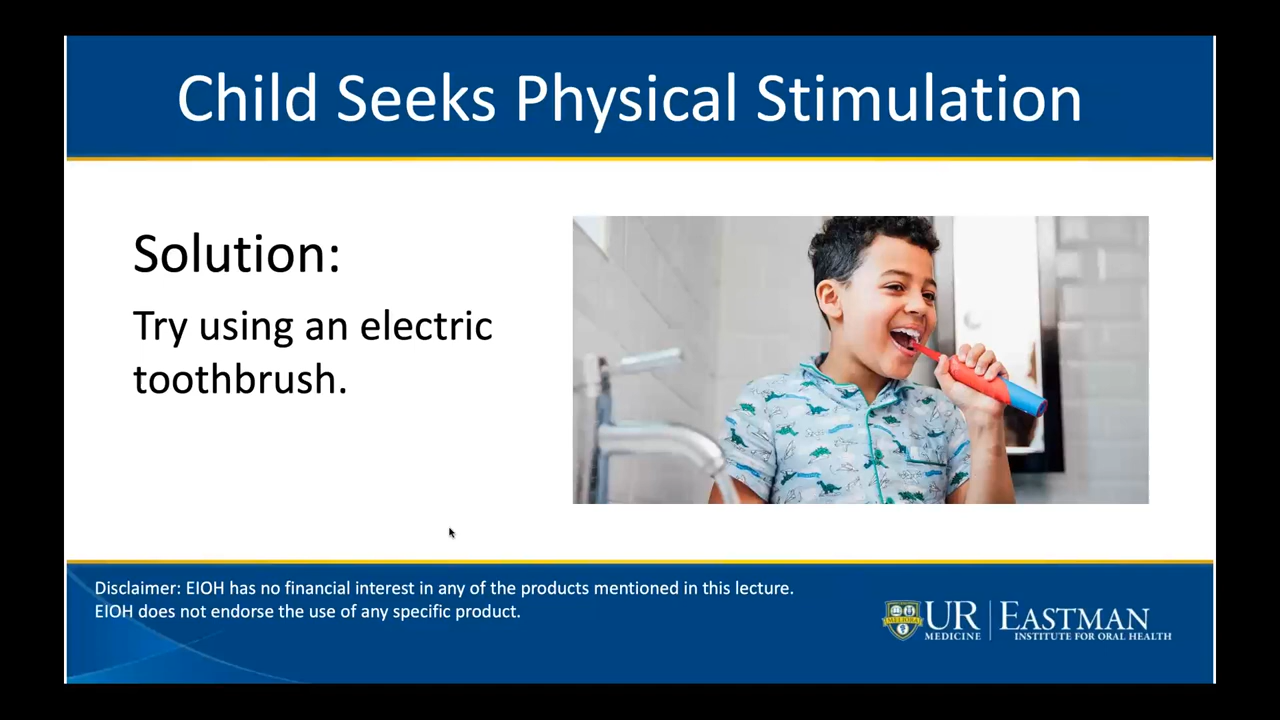 Child Seeks Physical Stimulation
Solution:
Try using an electric
toothbrush.
Disclaimer: EIOH has no financial interest in any of the products mentioned in this lecture.
EIOH does not endorse the use of any specific product.
MELIORA
UR
MEDICINE
EASTMAN
INSTITUTE FOR ORAL HEALTH